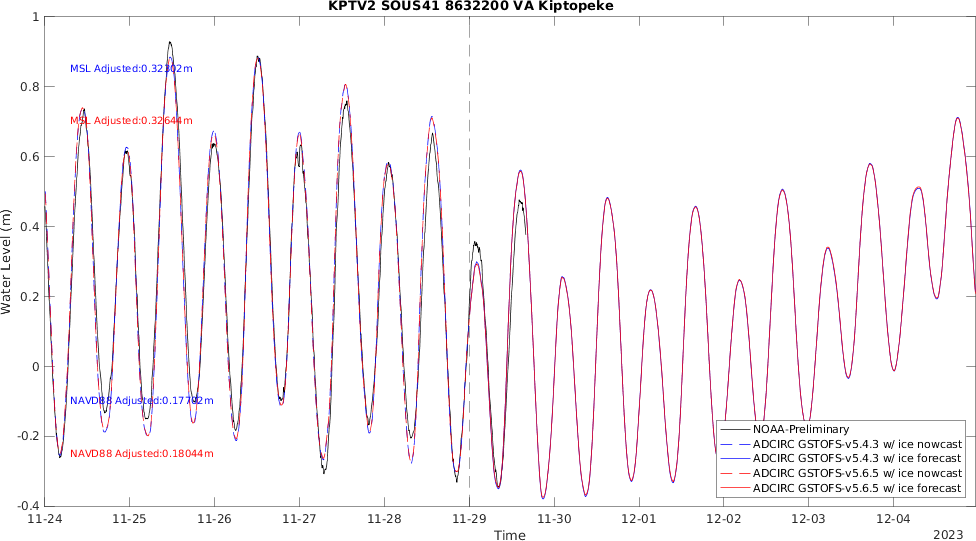 KPTV2 SOUS41 8632200 VA Kiptopeke
1
0.8
0.6
0.4
0.2
0
-0.2
-0.4
Water Level (m)
MSL Adjusted:0.32302m
MSL Adjusted:0.32644m
NAVD88 Adjusted:0.17782m
NAVD88 Adjusted:0.18044m
NOAA-Preliminary
ADCIRC GSTOFS-v5.4.3 w/ ice nowcast
ADCIRC GSTOFS-v5.4.3 w/ ice forecast
ADCIRC GSTOFS-v5.6.5 w/ ice nowcast
ADCIRC GSTOFS-v5.6.5 w/ ice forecast
11-24 11-25 11-26 11-27 11-28 11-29 11-30 12-01 12-02 12-03 12-04
Time
2023